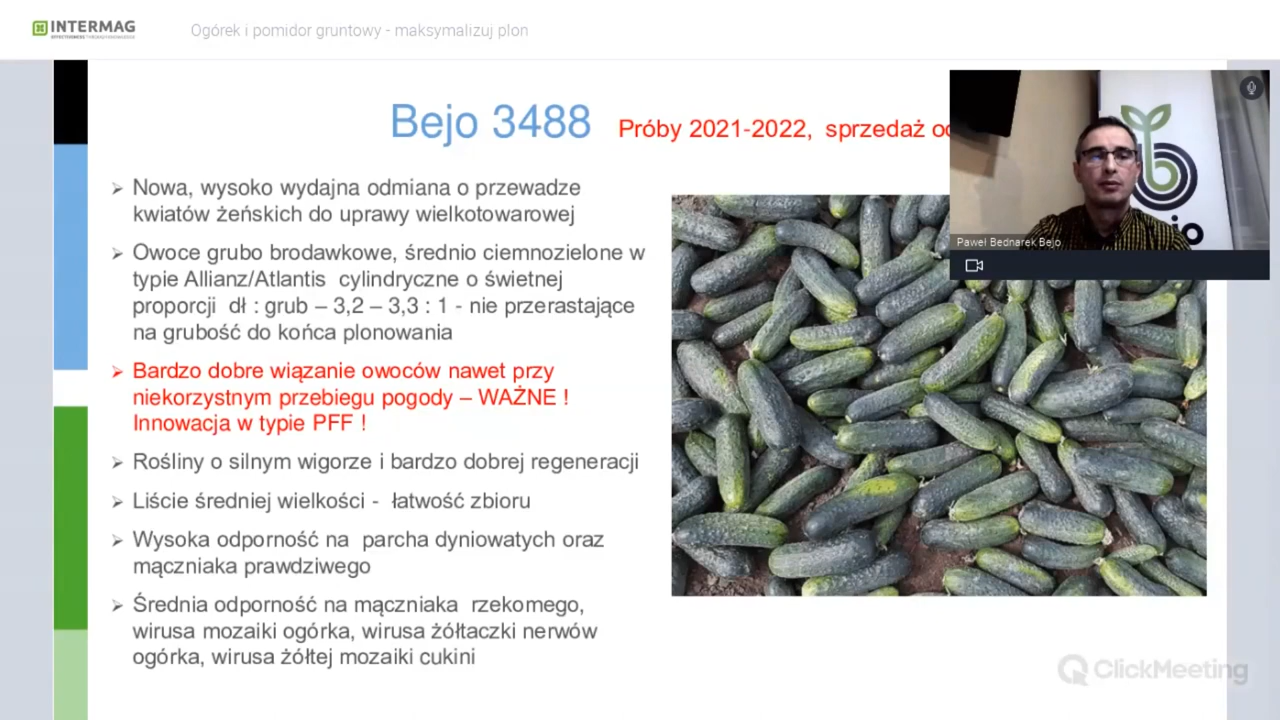 INTERMAG
Ogórek i pomidor gruntowy - maksymalizuj plon
Bejo 3488 Próby 2021-2022, sprzedaż
Paweł Bednarek Bejo
Nowa, wysoko wydajna odmiana o przewadze
kwiatów żeńskich do uprawy wielkotowarowej
Owoce grubo brodawkowe, średnio ciemnozielone w
typie Allianz/Atlantis cylindryczne o świetnej
proporcji dł : grub – 3,2 – 3,3 : 1 - nie przerastające
na grubość do końca plonowania
Bardzo dobre wiązanie owoców nawet przy
niekorzystnym przebiegu pogody – WAŻNE !
Innowacja w typie PFF !
Rośliny o silnym wigorze i bardzo dobrej regeneracji
Liście średniej wielkości - łatwość zbioru
Wysoka odporność na parcha dyniowatych oraz
mączniaka prawdziwego
Średnia odporność na mączniaka rzekomego,
wirusa mozaiki ogórka, wirusa żółtaczki nerwów
ogórka, wirusa żółtej mozaiki cukini
ClickMeeting